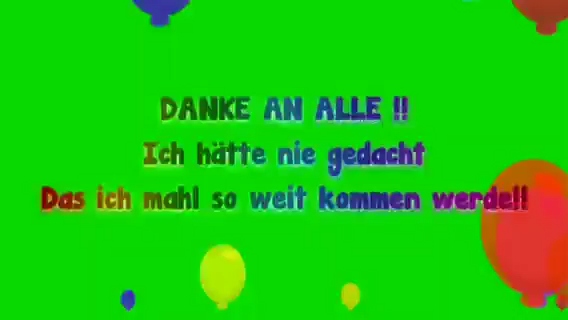 DANKE AN ALLE !!
Ich hätte nie gedacht
Das ich mahl so weit kommen werde!!